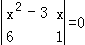 |x² - 3  x|
|6  1|=0